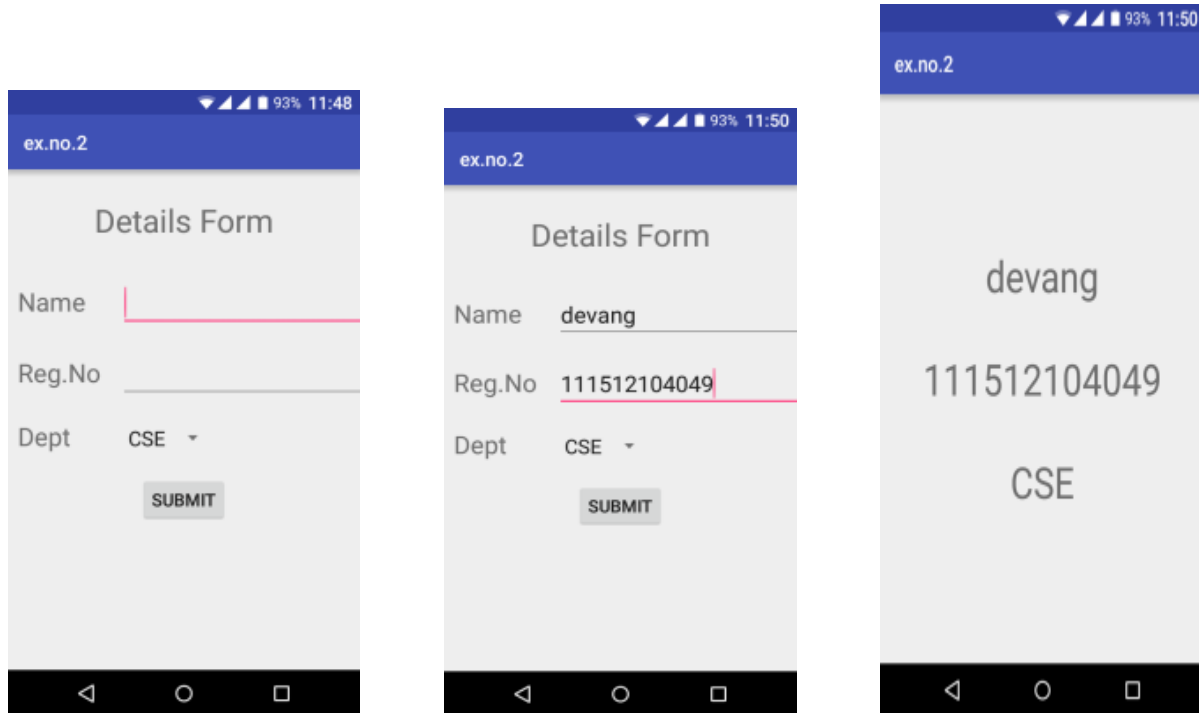 93% 11:48
ex.no.2
Details Form
Name
Reg.No
Dept CSE
SUBMIT
93% 11:50
ex.no.2
Details Form
Name devang
Reg.No 111512104049
Dept CSE
SUBMIT
93% 11:50
ex.no.2
devang
111512104049
CSE